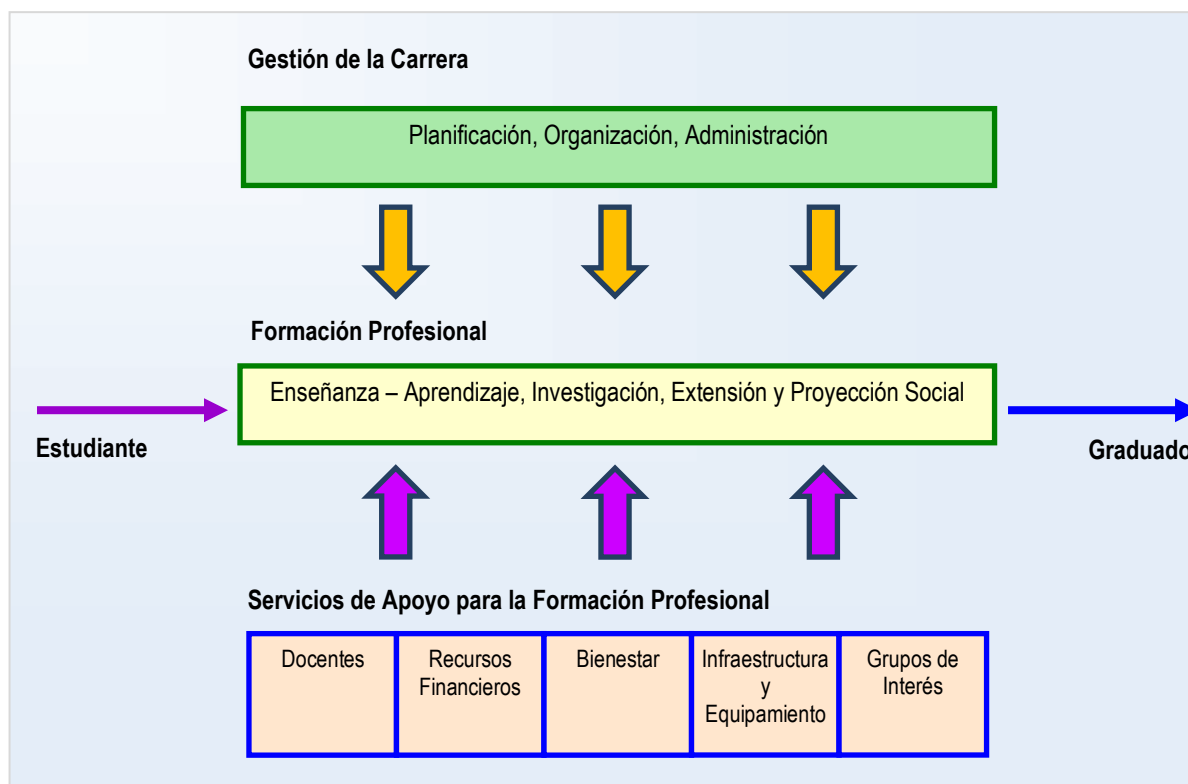 Gestión de la Carrera
Planificación, Organización, Administración
Formación Profesional
Enseñanza – Aprendizaje, Investigación, Extensión y Proyección Social
Estudiante
Graduado
Servicios de Apoyo para la Formación Profesional
Docentes
Recursos
Financieros
Bienestar
Infraestructura
y
Equipamiento
Grupos de
Interés